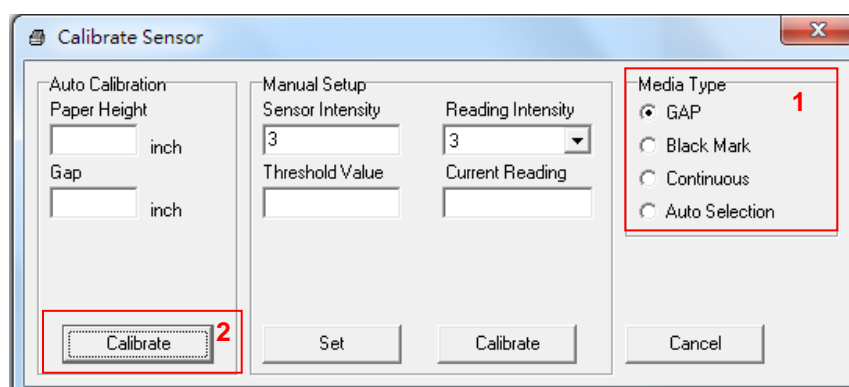 Calibrate Sensor
Auto Calibration
Paper Height
inch
Gap
inch
Calibrate
2
Manual Setup
Sensor Intensity Reading Intensity
3 3
Threshold Value Current Reading
Set Calibrate
Media Type
1
GAP
Black Mark
Continuous
Auto Selection
Cancel